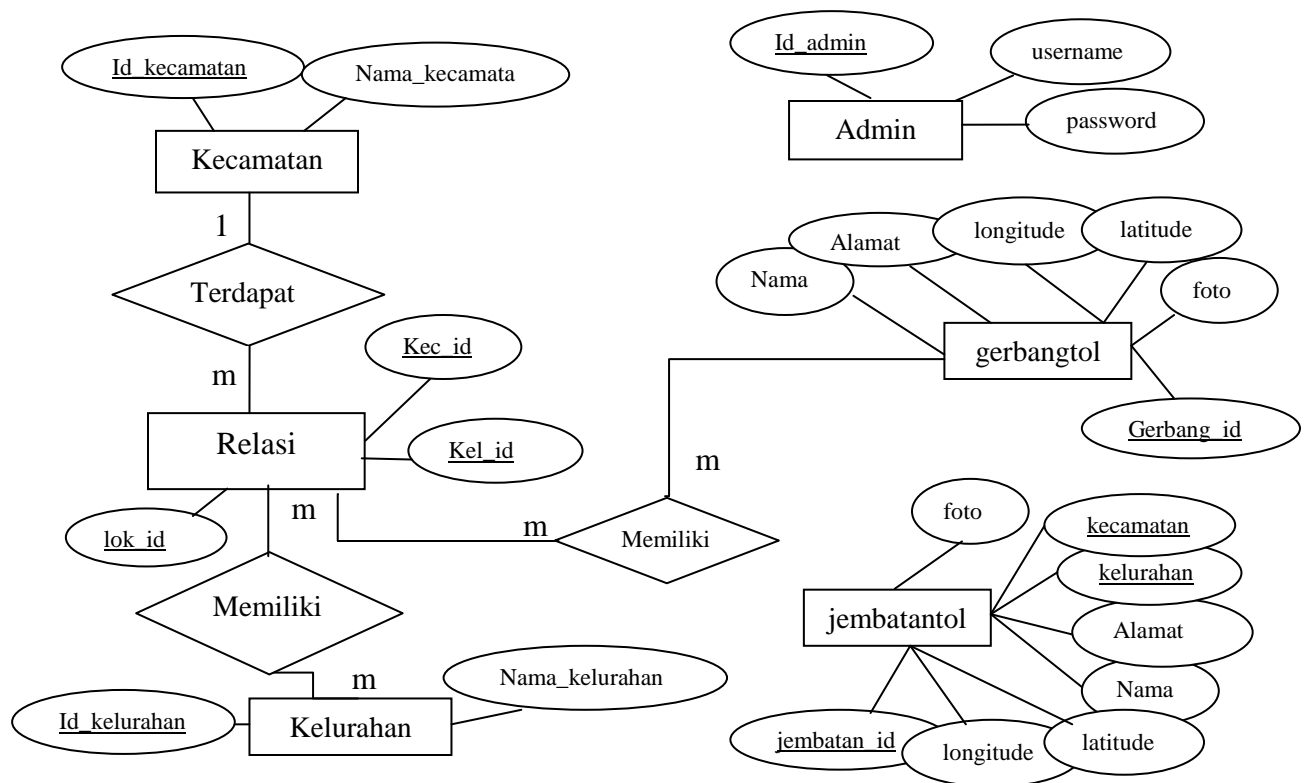 Id_kecamatan
Nama_kecamata
Kecamatan
1
Terdapat
m
Kec_id
Relasi
Kel_id
lok_id
m
m
Memiliki
m
Memiliki
m
Nama_kelurahan
Id_kelurahan
Kelurahan
Id_admin
username
Admin
password
Alamat
longitude
latitude
Nama
foto
gerbangtol
Gerbang_id
foto
kecamatan
kelurahan
jembatantol
Alamat
Nama
jembatan_id
longitude
latitude